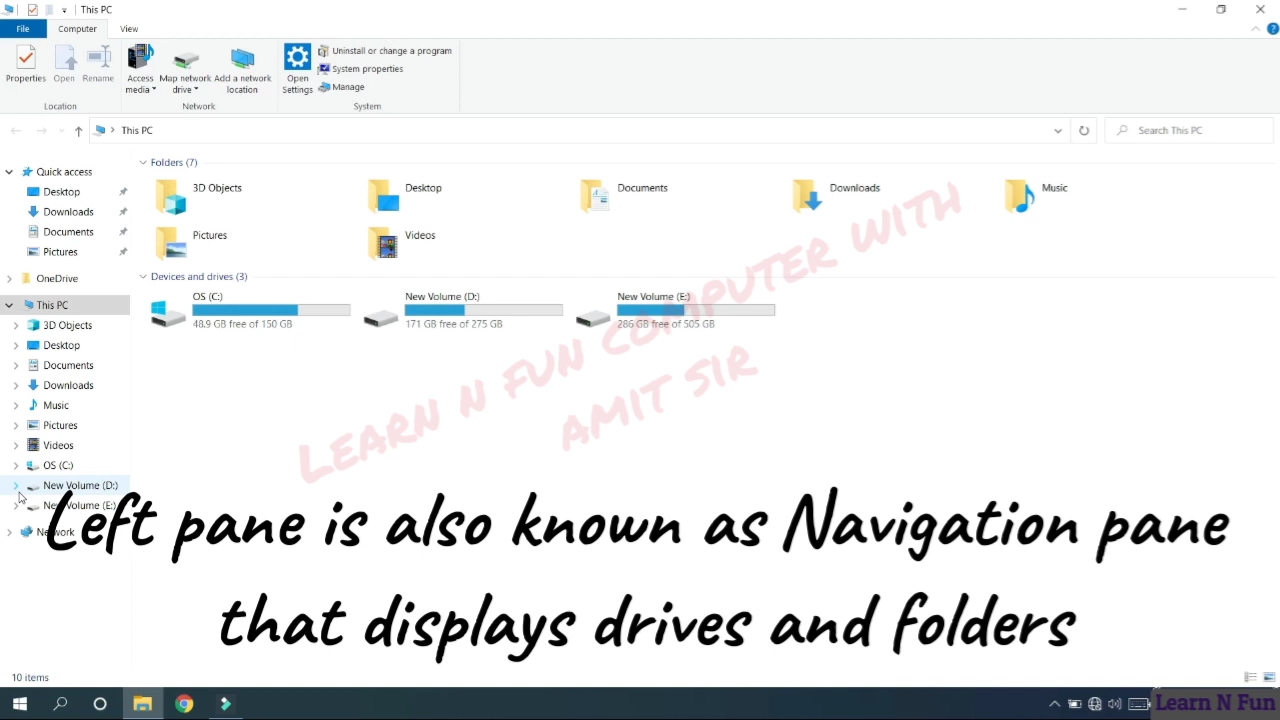 This PC
File
Computer
View
Properties
Open
Rename
Access media
Map network drive
Add a network location
Open Settings
Uninstall or change a program
System properties
Manage
Location
Network
System
This PC
Search This PC
Quick access
Desktop
Downloads
Documents
Pictures
OneDrive
This PC
3D Objects
Desktop
Documents
Downloads
Music
Pictures
Videos
OS (C:)
New Volume (D:)
New Volume (E:)
Network
Folders (7)
3D Objects
Desktop
Documents
Downloads
Music
Pictures
Videos
Devices and drives (3)
OS (C:)
48.9 GB free of 150 GB
New Volume (D:)
171 GB free of 275 GB
New Volume (E:)
286 GB free of 505 GB
LEARN N FUN COMPUTER WITH
AMIT SIR
Left pane is also known as Navigation pane
that displays drives and folders
10 items
Learn N Fun